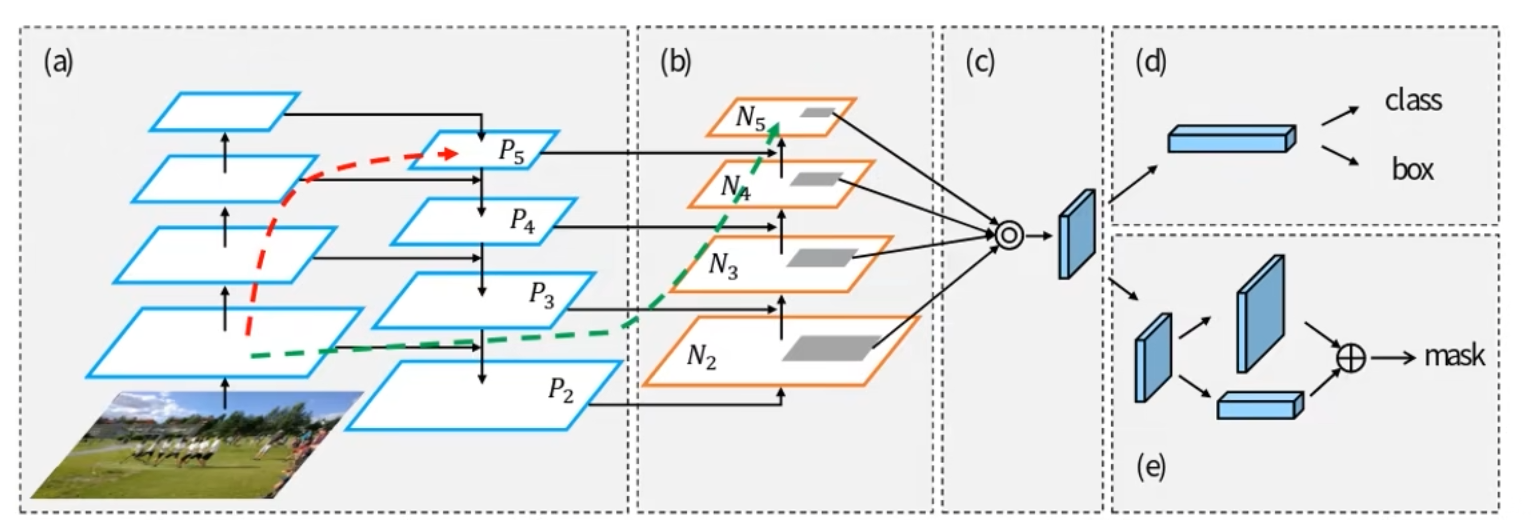 (a)
(b)
(c)
(d)
(e)
P5
P4
P3
P2
N5
N4
N3
N2
class
box
mask